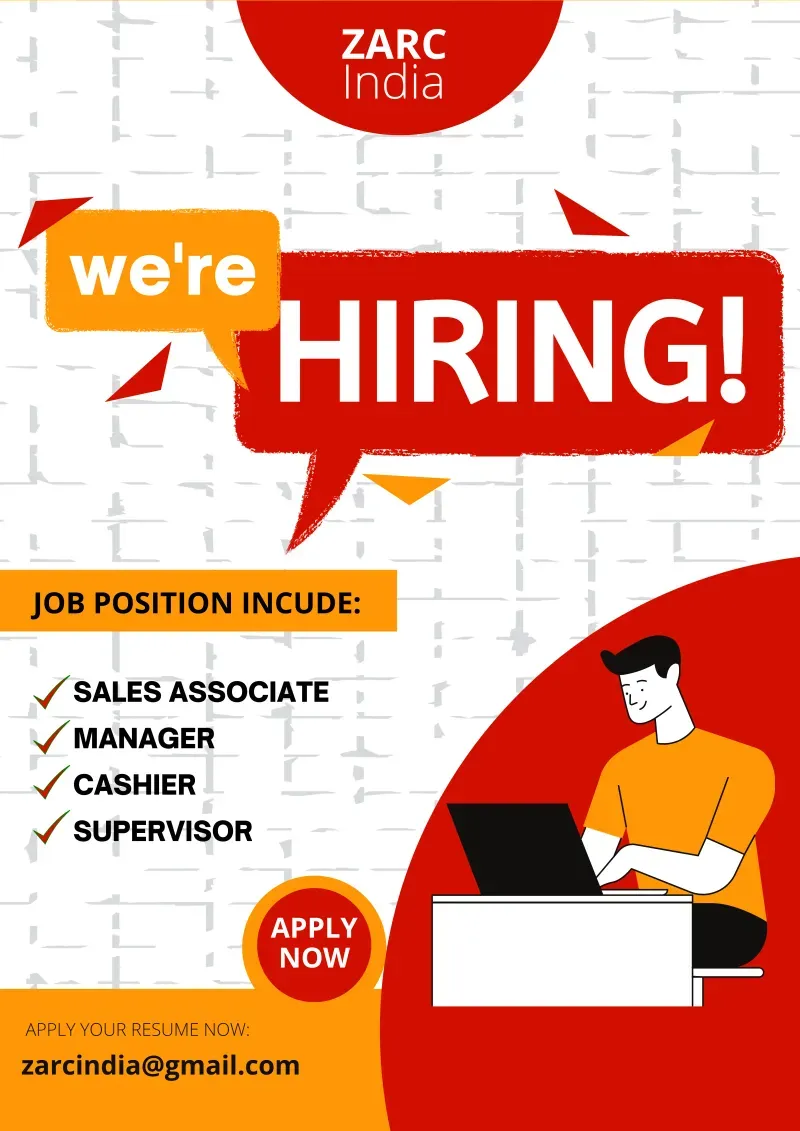 ZARC
India
we're
HIRING!
JOB POSITION INCUDE:
SALES ASSOCIATE
MANAGER
CASHIER
SUPERVISOR
APPLY
NOW
APPLY YOUR RESUME NOW:
zarcindia@gmail.com